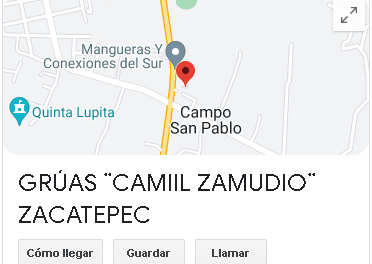 Mangueras Y
Conexiones del Sur
Quinta Lupita
Campo
San Pablo
GRÚAS ¨CAMIIL ZAMUDIO¨
ZACATEPEC
Cómo llegar
Guardar
Llamar